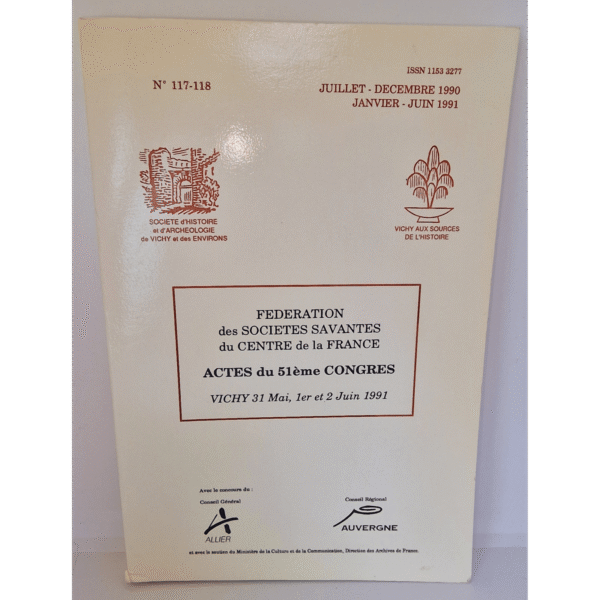 ISSN 1153 3277
N° 117-118
JUILLET - DECEMBRE 1990
JANVIER - JUIN 1991
SOCIETE d'HISTOIRE
et d'ARCHEOLOGIE
de VICHY et des ENVIRONS
VICHY AUX SOURCES
DE L'HISTOIRE
FEDERATION
des SOCIETES SAVANTES
du CENTRE de la FRANCE
ACTES du 51ème CONGRES
VICHY 31 Mai, 1er et 2 Juin 1991
Avec le concours du :
Conseil Général
ALLIER
Conseil Régional
AUVERGNE
et avec le soutien du Ministère de la Culture et de la Communication, Direction des Archives de France.